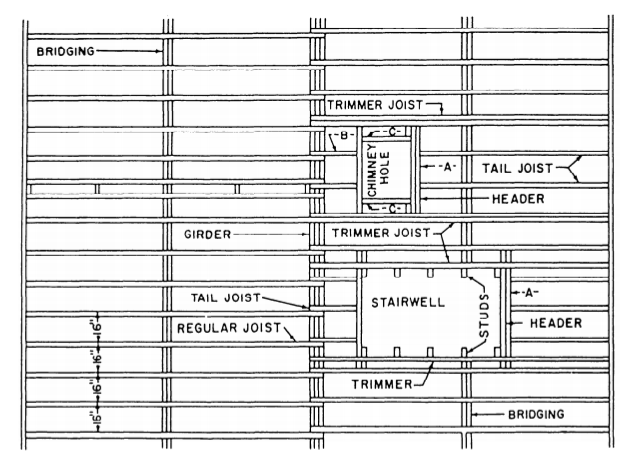 BRIDGING
TRIMMER JOIST
-B-
-C-
CHIMNEY
HOLE
-A-
TAIL JOIST
HEADER
-C-
GIRDER
TRIMMER JOIST
TAIL JOIST
STAIRWELL
STUDS
-A-
HEADER
REGULAR JOIST
16"
16"
16"
16"
TRIMMER
BRIDGING